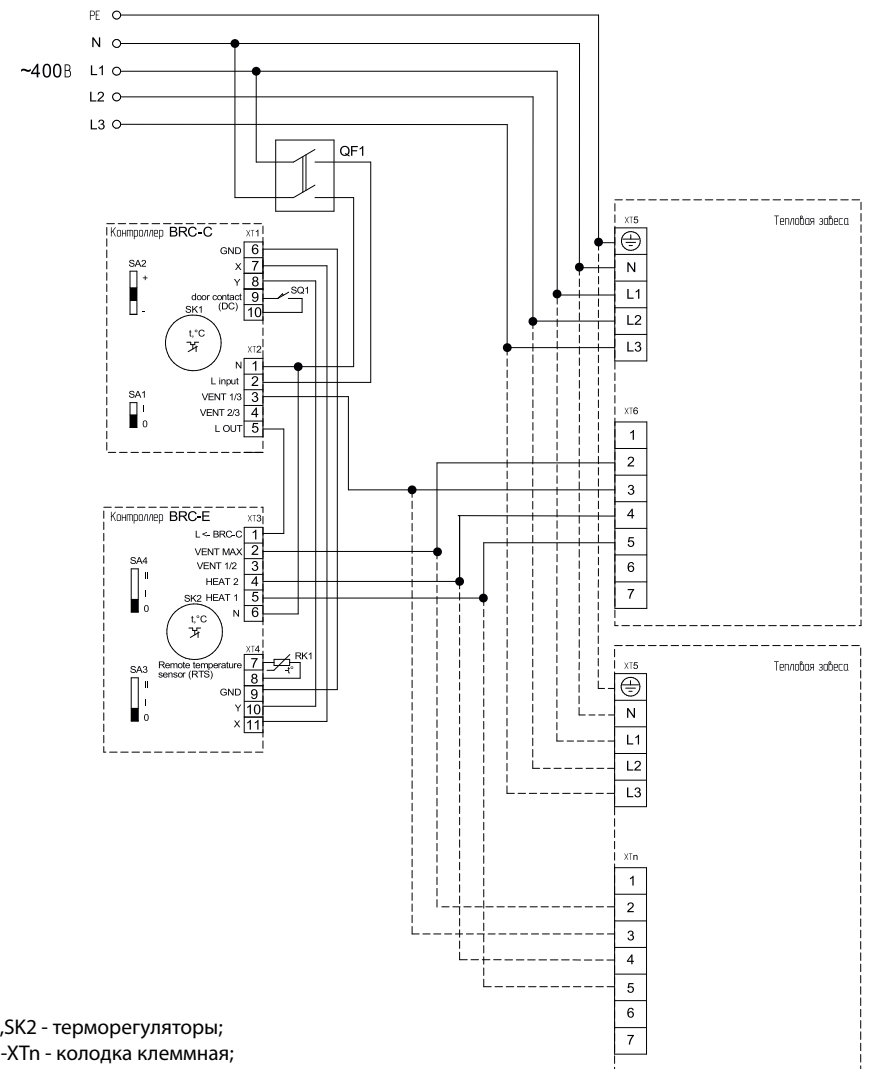 PE
N
~400В L1
L2
L3
QF1
Контроллер BRC-C XT1
SA2
+
-
GND 6
X 7
Y 8
door contact (DC) 9
10
SQ1
SK1
t,°C
XT2
N 1
L input 2
VENT 1/3 3
VENT 2/3 4
L OUT 5
SA1
I
0
Контроллер BRC-E XT3
L <- BRC-C 1
VENT MAX 2
VENT 1/2 3
HEAT 2 4
HEAT 1 5
N 6
SA4
II
I
0
SK2
t,°C
XT4
Remote temperature
sensor (RTS)
7
8
RK1
t°
GND 9
Y 10
X 11
SA3
II
I
0
XT5
Тепловая завеса
N
L1
L2
L3
XT6
1
2
3
4
5
6
7
XT5
Тепловая завеса
N
L1
L2
L3
XTn
1
2
3
4
5
6
7
,SK2 - терморегуляторы;
-XTn - колодка клеммная;